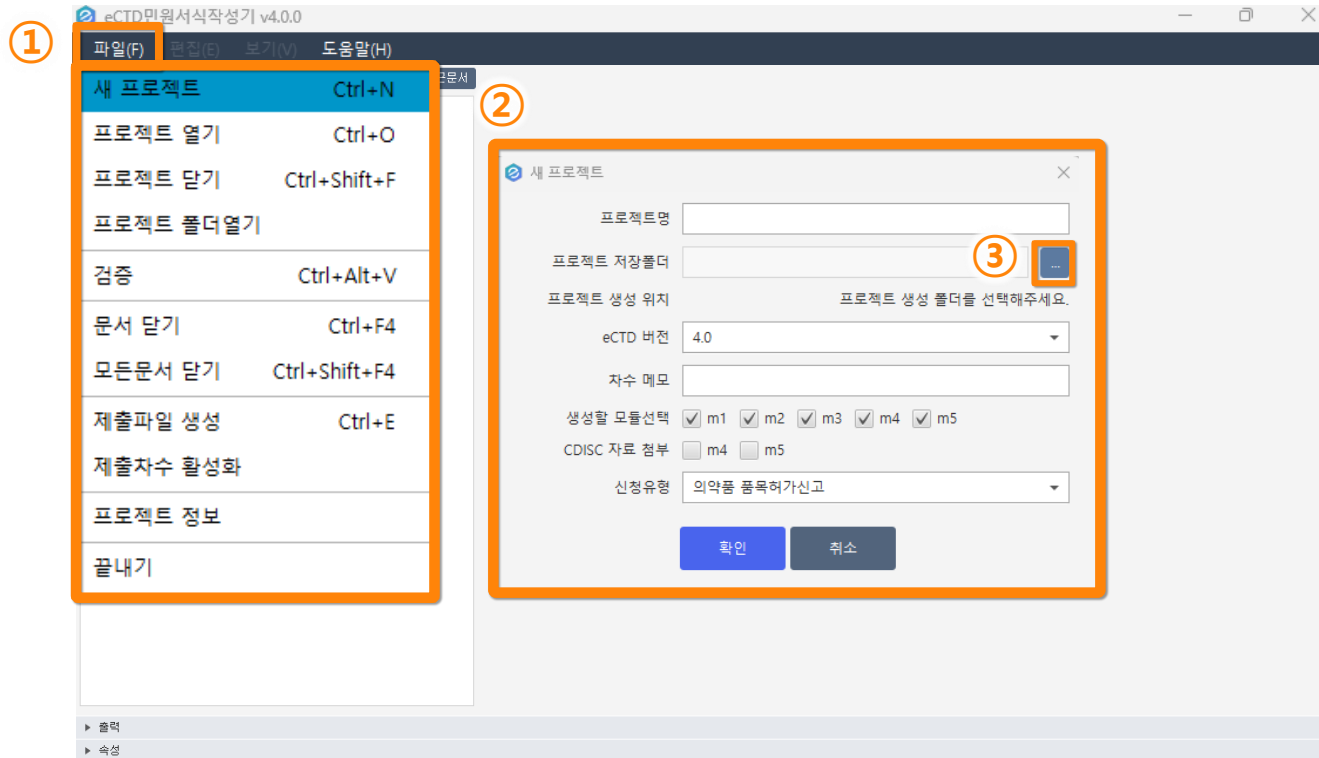 eCTD민원서식작성기 v4.0.0
①
파일(F) 편집(E) 보기(V) 도움말(H)
근문서
새 프로젝트 Ctrl+N
프로젝트 열기 Ctrl+O
프로젝트 닫기 Ctrl+Shift+F
프로젝트 폴더열기
검증 Ctrl+Alt+V
문서 닫기 Ctrl+F4
모든문서 닫기 Ctrl+Shift+F4
제출파일 생성 Ctrl+E
제출차수 활성화
프로젝트 정보
끝내기
②
새 프로젝트
프로젝트명
프로젝트 저장폴더 ③ ...
프로젝트 생성 위치 프로젝트 생성 폴더를 선택해주세요.
eCTD 버전 4.0
차수 메모
생성할 모듈선택 m1 m2 m3 m4 m5
CDISC 자료 첨부 m4 m5
신청유형 의약품 품목허가신고
확인 취소
출력
속성